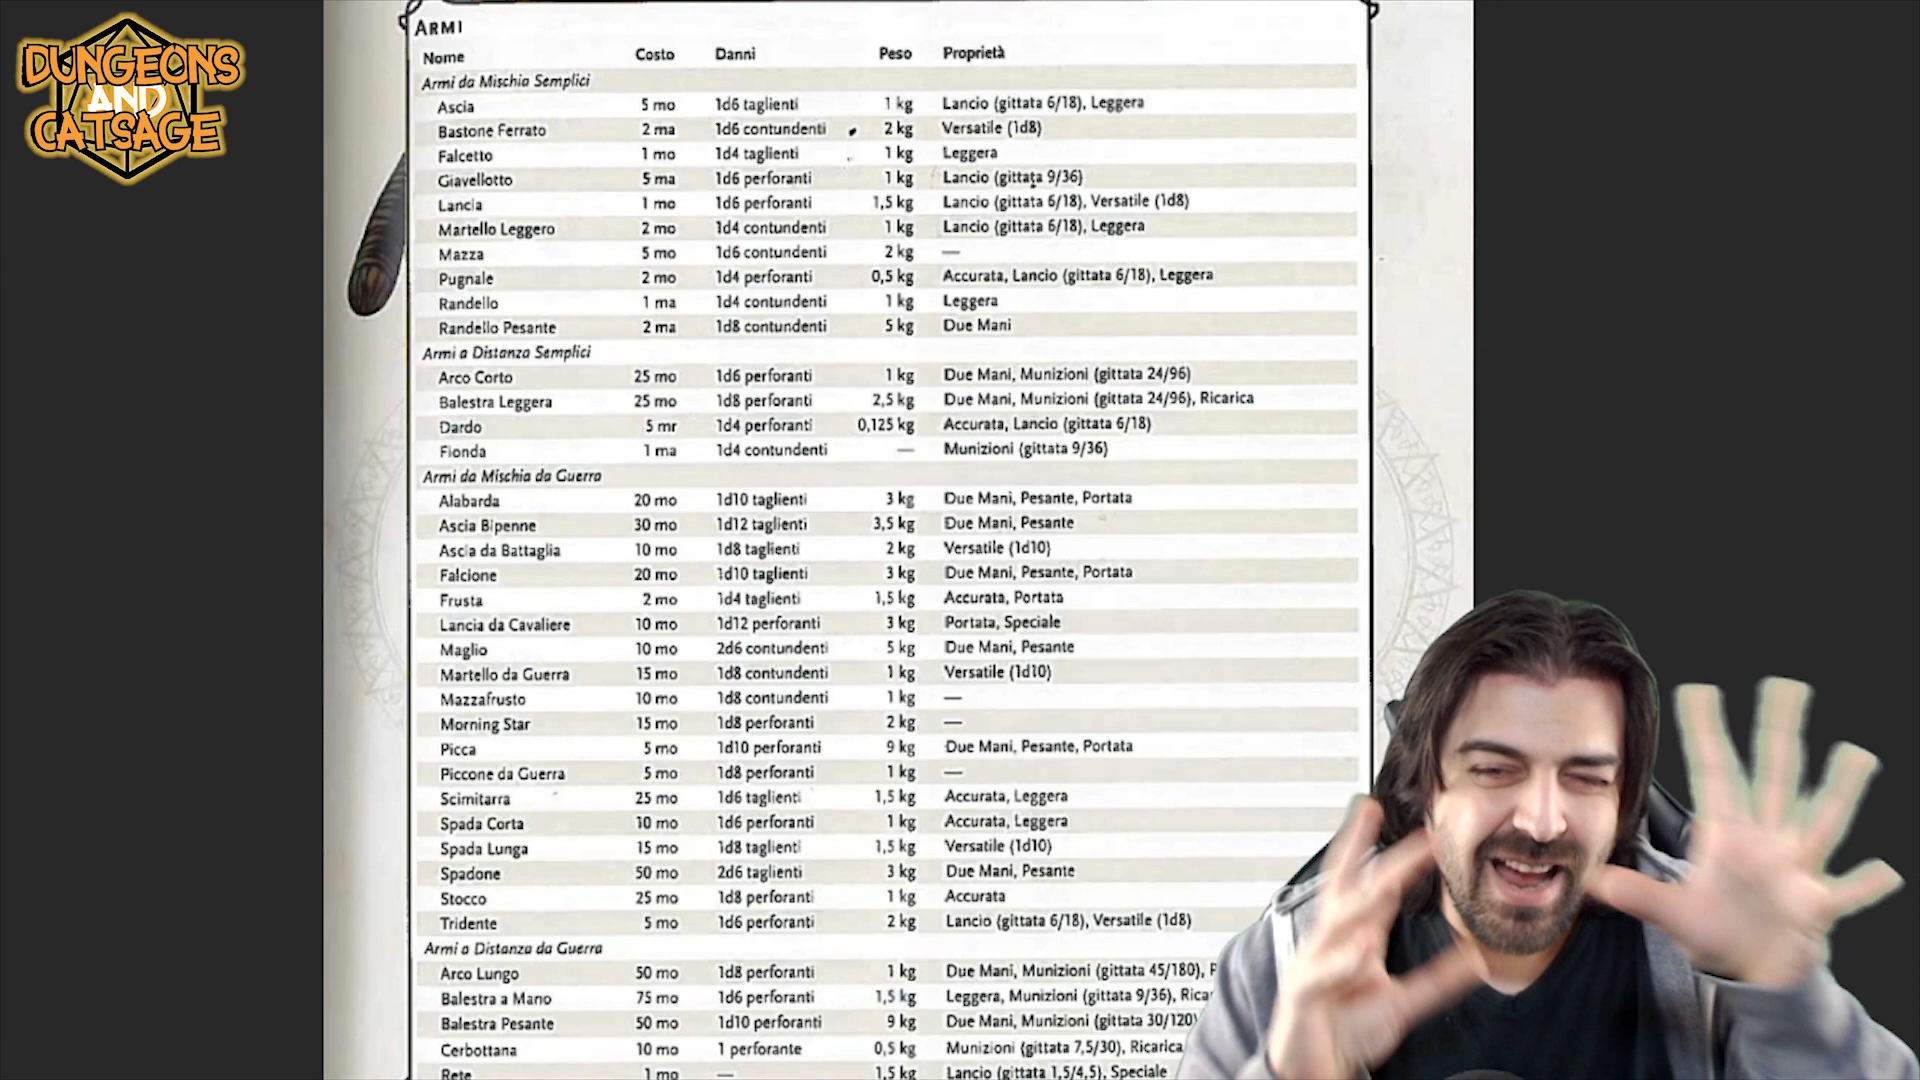 DUNGEONS
AND
CATSAGE
ARMI
Nome Costo Danni Peso Proprietà
Armi da Mischia Semplici
Ascia 5 mo 1d6 taglienti 1 kg Lancio (gittata 6/18), Leggera
Bastone Ferrato 2 ma 1d6 contundenti 2 kg Versatile (1d8)
Falcetto 1 mo 1d4 taglienti 1 kg Leggera
Giavellotto 5 ma 1d6 perforanti 1 kg Lancio (gittata 9/36)
Lancia 1 mo 1d6 perforanti 1,5 kg Lancio (gittata 6/18), Versatile (1d8)
Martello Leggero 2 mo 1d4 contundenti 1 kg Lancio (gittata 6/18), Leggera
Mazza 5 mo 1d6 contundenti 2 kg —
Pugnale 2 mo 1d4 perforanti 0,5 kg Accurata, Lancio (gittata 6/18), Leggera
Randello 1 ma 1d4 contundenti 1 kg Leggera
Randello Pesante 2 ma 1d8 contundenti 5 kg Due Mani
Armi a Distanza Semplici
Arco Corto 25 mo 1d6 perforanti 1 kg Due Mani, Munizioni (gittata 24/96)
Balestra Leggera 25 mo 1d8 perforanti 2,5 kg Due Mani, Munizioni (gittata 24/96), Ricarica
Dardo 5 mr 1d4 perforanti 0,125 kg Accurata, Lancio (gittata 6/18)
Fionda 1 ma 1d4 contundenti — Munizioni (gittata 9/36)
Armi da Mischia da Guerra
Alabarda 20 mo 1d10 taglienti 3 kg Due Mani, Pesante, Portata
Ascia Bipenne 30 mo 1d12 taglienti 3,5 kg Due Mani, Pesante
Ascia da Battaglia 10 mo 1d8 taglienti 2 kg Versatile (1d10)
Falcione 20 mo 1d10 taglienti 3 kg Due Mani, Pesante, Portata
Frusta 2 mo 1d4 taglienti 1,5 kg Accurata, Portata
Lancia da Cavaliere 10 mo 1d12 perforanti 3 kg Portata, Speciale
Maglio 10 mo 2d6 contundenti 5 kg Due Mani, Pesante
Martello da Guerra 15 mo 1d8 contundenti 1 kg Versatile (1d10)
Mazzafrusto 10 mo 1d8 contundenti 1 kg —
Morning Star 15 mo 1d8 perforanti 2 kg —
Picca 5 mo 1d10 perforanti 9 kg Due Mani, Pesante, Portata
Piccone da Guerra 5 mo 1d8 perforanti 1 kg —
Scimitarra 25 mo 1d6 taglienti 1,5 kg Accurata, Leggera
Spada Corta 10 mo 1d6 perforanti 1 kg Accurata, Leggera
Spada Lunga 15 mo 1d8 taglienti 1,5 kg Versatile (1d10)
Spadone 50 mo 2d6 taglienti 3 kg Due Mani, Pesante
Stocco 25 mo 1d8 perforanti 1 kg Accurata
Tridente 5 mo 1d6 perforanti 2 kg Lancio (gittata 6/18), Versatile (1d8)
Armi a Distanza da Guerra
Arco Lungo 50 mo 1d8 perforanti 1 kg Due Mani, Munizioni (gittata 45/180), P
Balestra a Mano 75 mo 1d6 perforanti 1,5 kg Leggera, Munizioni (gittata 9/36), Rica
Balestra Pesante 50 mo 1d10 perforanti 9 kg Due Mani, Munizioni (gittata 30/120)
Cerbottana 10 mo 1 perforante 0,5 kg Munizioni (gittata 7,5/30), Ricarica
Rete 1 mo — 1,5 kg Lancio (gittata 1,5/4,5), Speciale